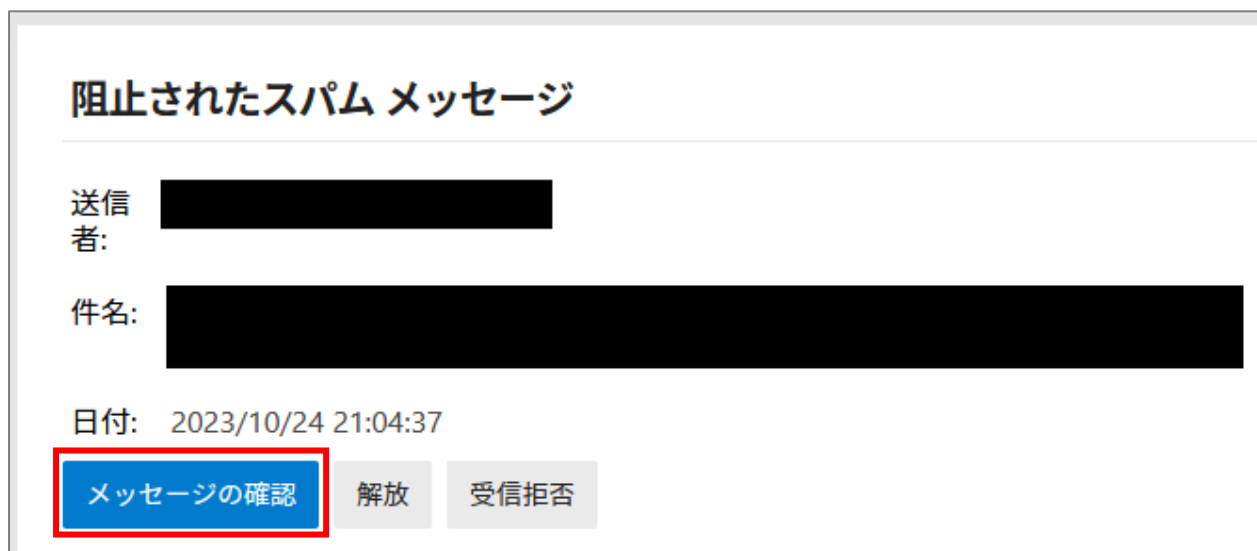 阻止されたスパム メッセージ
送信
者:
件名:
日付: 2023/10/24 21:04:37
メッセージの確認 解放 受信拒否